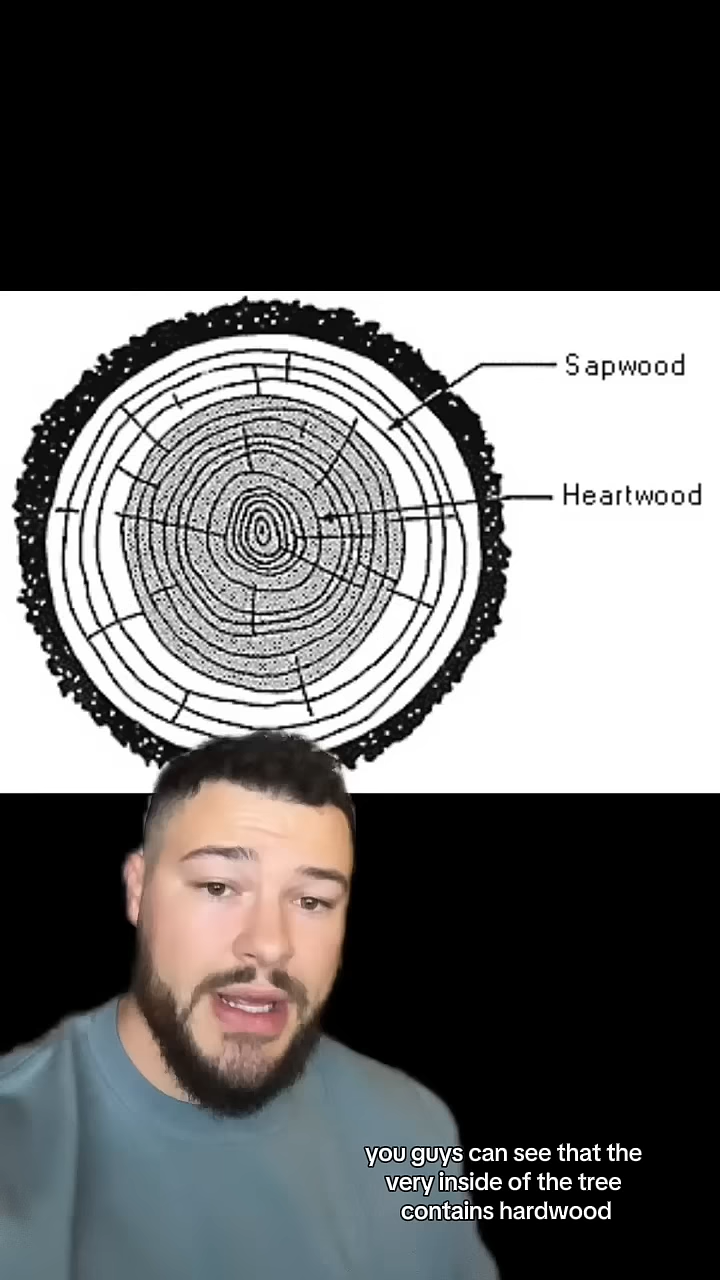 Sapwood
Heartwood
you guys can see that the
very inside of the tree
contains hardwood